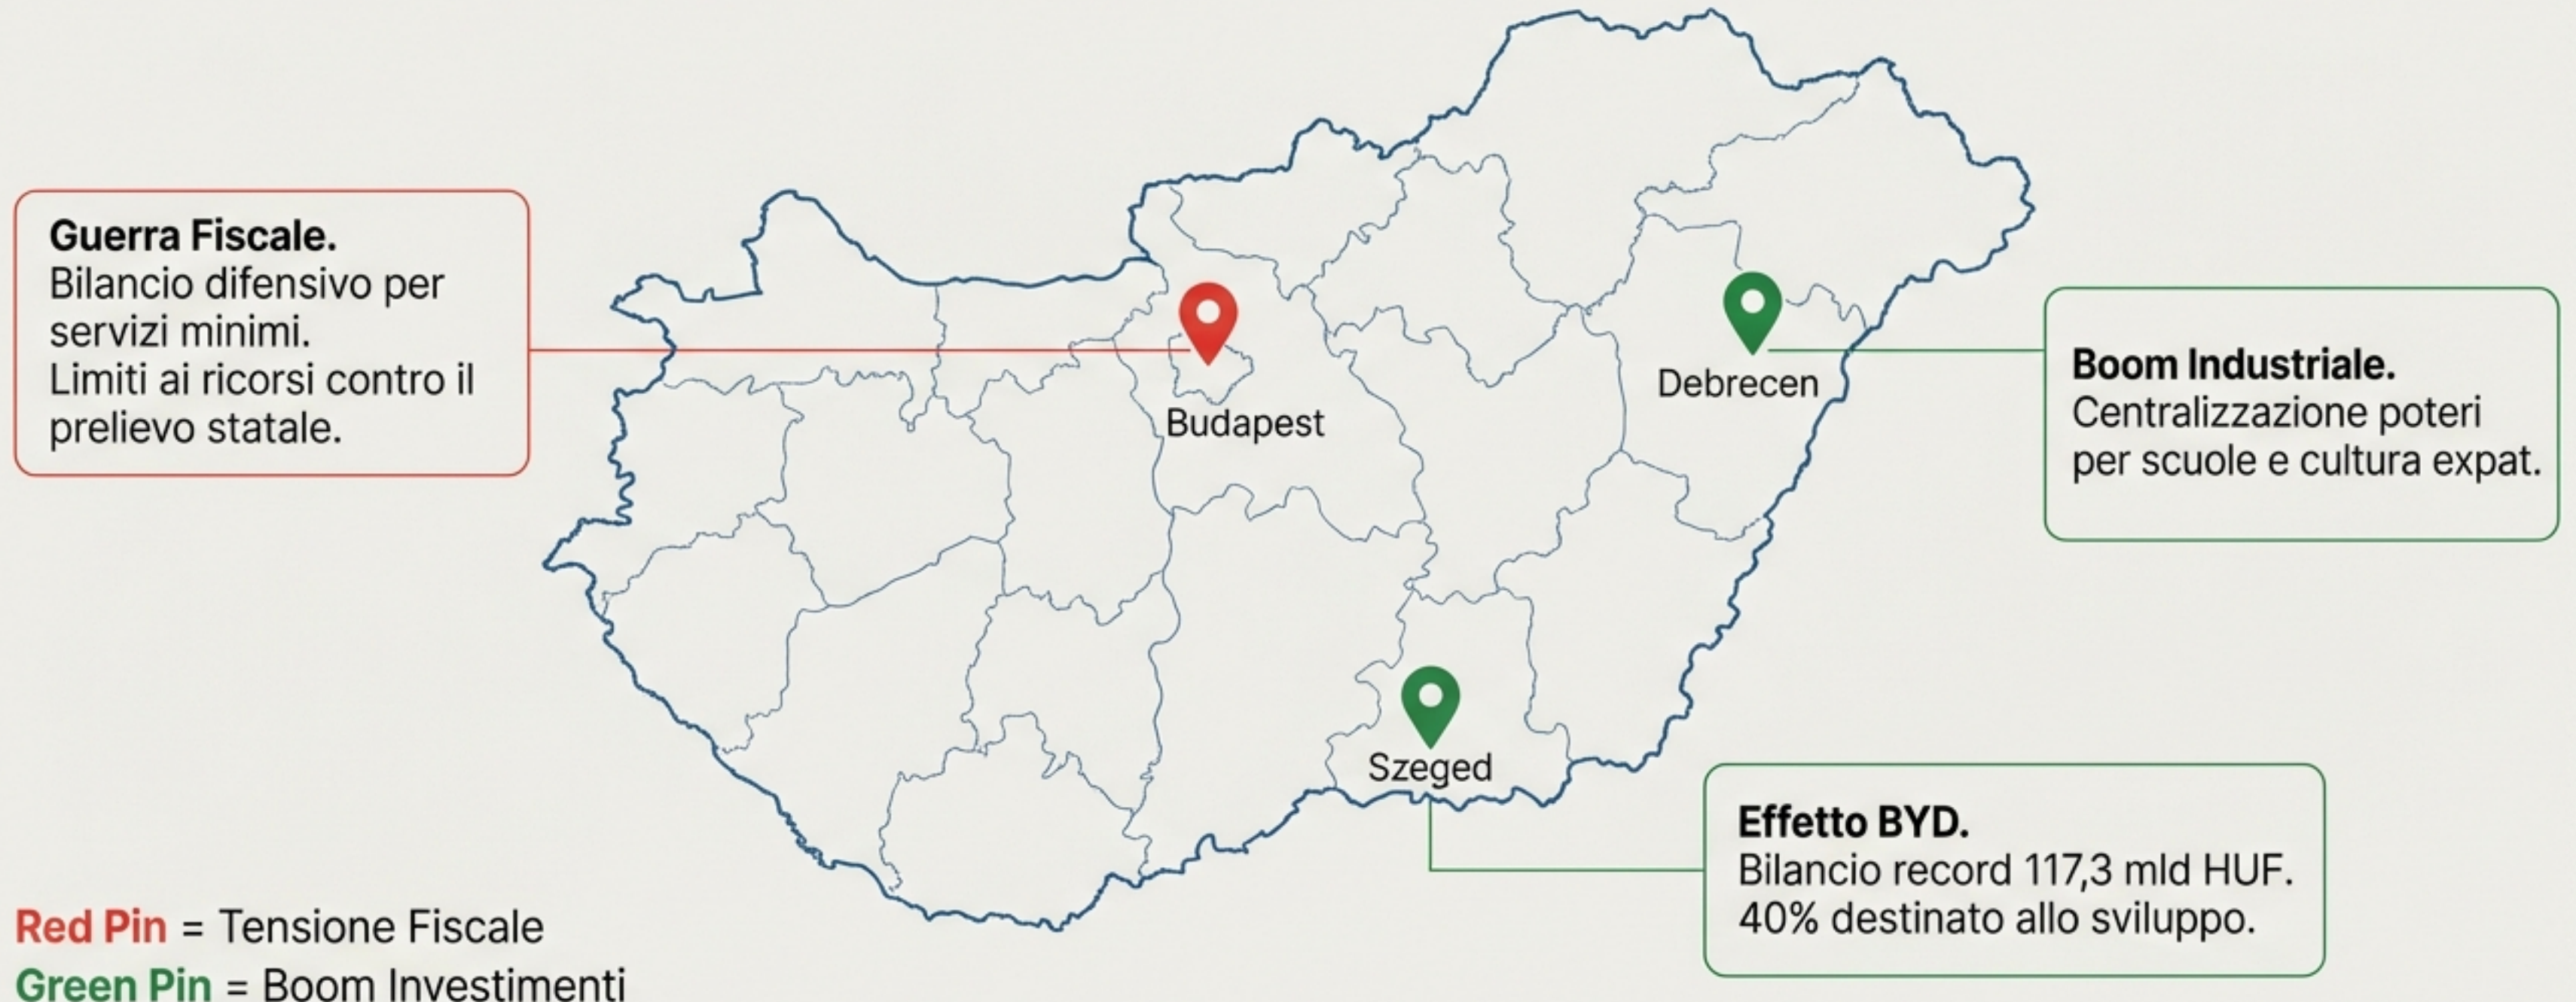 Guerra Fiscale.
Bilancio difensivo per
servizi minimi.
Limiti ai ricorsi contro il
prelievo statale.
Budapest
Debrecen
Boom Industriale.
Centralizzazione poteri
per scuole e cultura expat.
Szeged
Effetto BYD.
Bilancio record 117,3 mld HUF.
40% destinato allo sviluppo.
Red Pin = Tensione Fiscale
Green Pin = Boom Investimenti